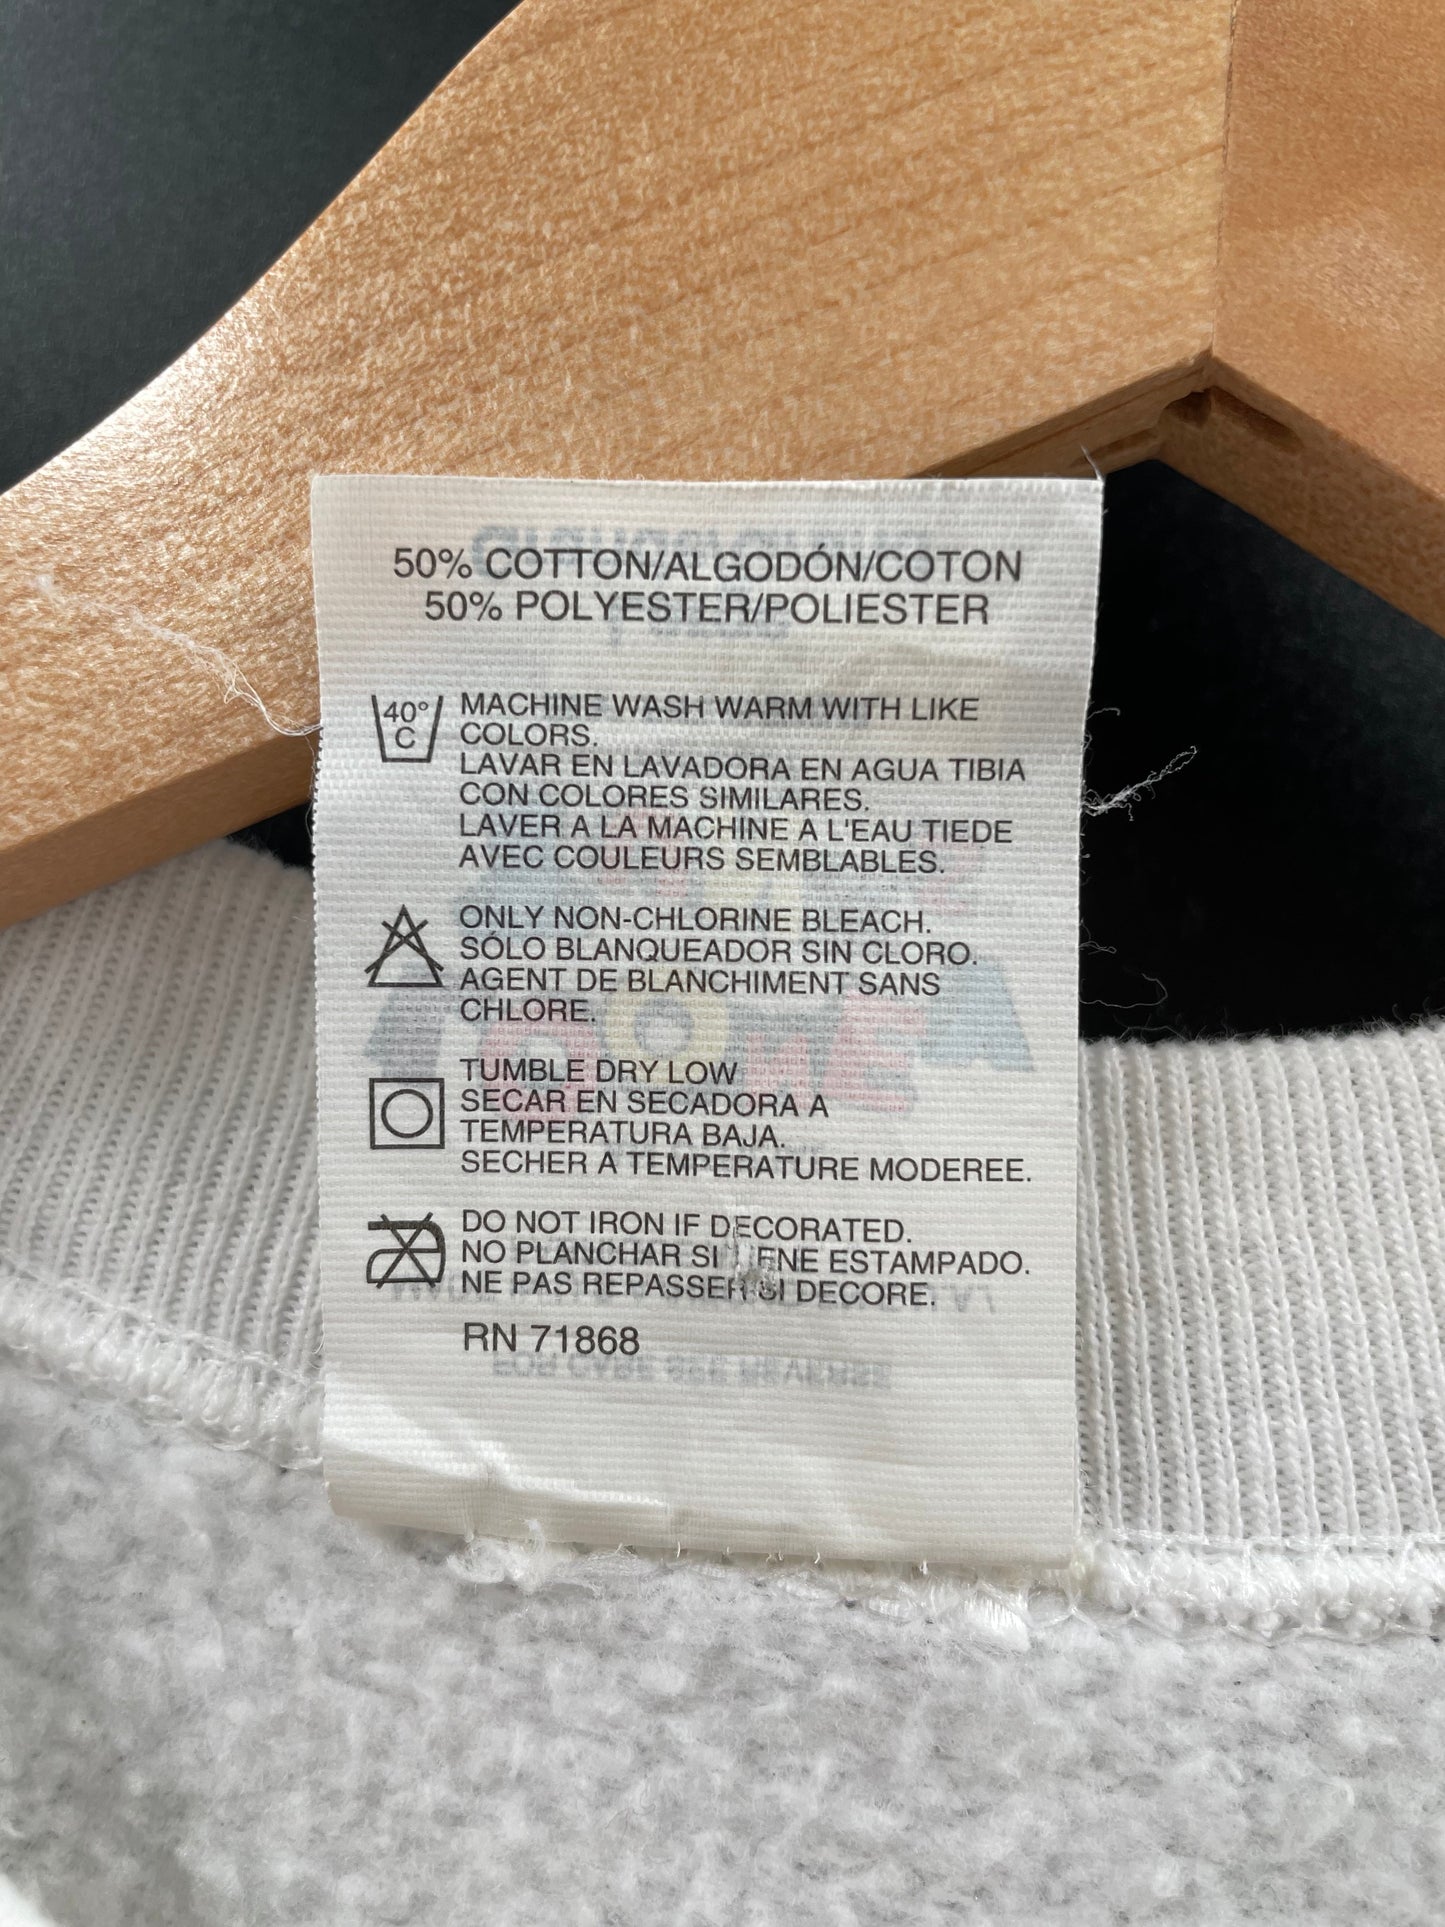 50% COTTON/ALGODÓN/COTON
50% POLYESTER/POLIESTER
40°
C
MACHINE WASH WARM WITH LIKE
COLORS.
LAVAR EN LAVADORA EN AGUA TIBIA
CON COLORES SIMILARES.
LAVER A LA MACHINE A L'EAU TIEDE
AVEC COULEURS SEMBLABLES.
ONLY NON-CHLORINE BLEACH.
SÓLO BLANQUEADOR SIN CLORO.
AGENT DE BLANCHIMENT SANS
CHLORE.
TUMBLE DRY LOW
SECAR EN SECADORA A
TEMPERATURA BAJA.
SECHER A TEMPERATURE MODEREE.
DO NOT IRON IF DECORATED.
NO PLANCHAR SI ESTAMPADO.
NE PAS REPASSER SI DECORE.
RN 71868